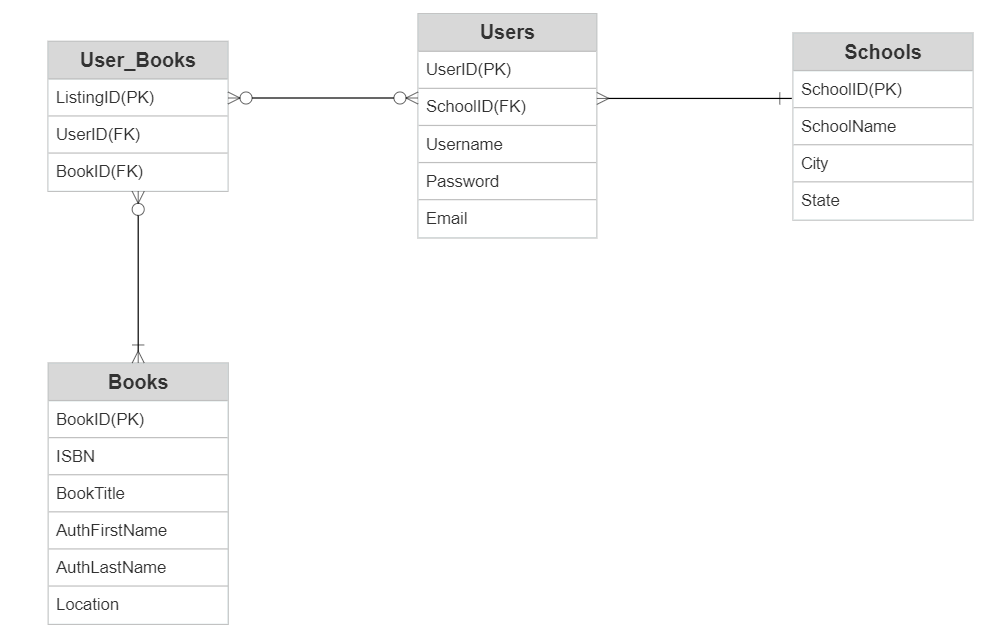 User_Books
ListingID(PK)
UserID(FK)
BookID(FK)
Users
UserID(PK)
SchoolID(FK)
Username
Password
Email
Schools
SchoolID(PK)
SchoolName
City
State
Books
BookID(PK)
ISBN
BookTitle
AuthFirstName
AuthLastName
Location